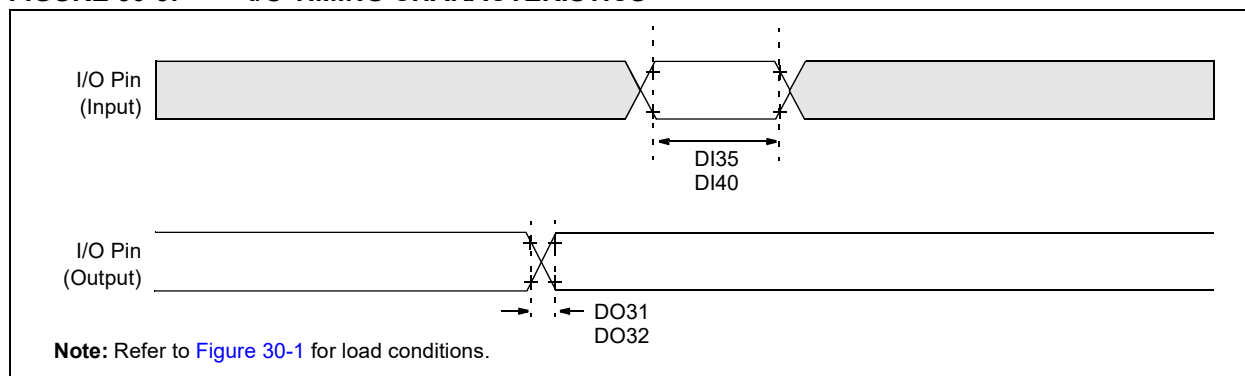 I/O Pin
(Input)
DI35
DI40
I/O Pin
(Output)
DO31
DO32
Note: Refer to Figure 30-1 for load conditions.